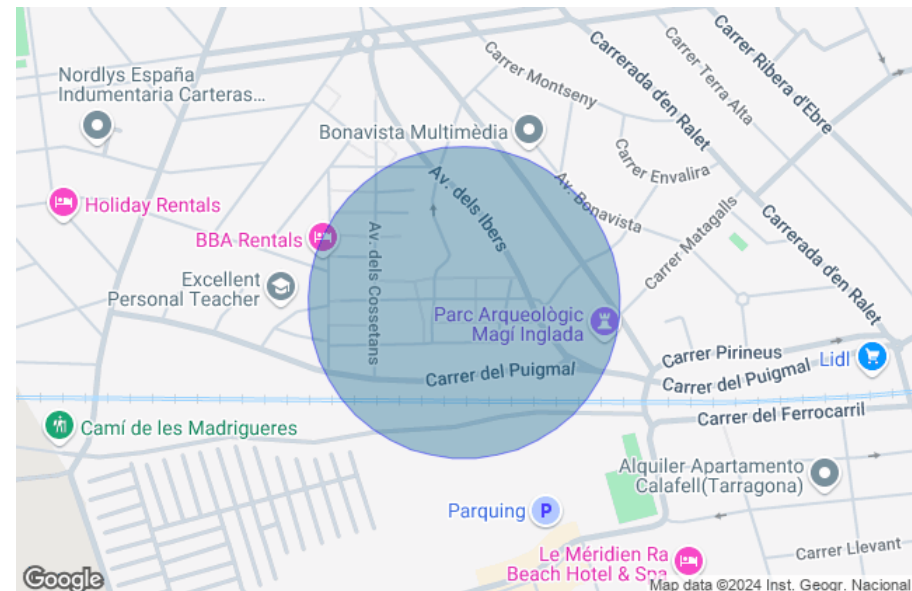 Nordlys España
Indumentaria Carteras...
Bonavista Multimèdia
Carrer Montseny
Carrerada d'en Ralet
Carrer Terra Alta
Carrer Ribera d'Ebre
Carrer Envalira
Av. Bonavista
Carrer Matagalls
Holiday Rentals
BBA Rentals
Av. dels Ibers
Av. dels Cossetans
Carrerada d'en Ralet
Excellent
Personal Teacher
Parc Arqueològic
Magí Inglada
Carrer Pirineus
Lidl
Carrer del Puigmal
Carrer del Puigmal
Carrer del Ferrocarril
Camí de les Madrigueres
Alquiler Apartamento
Calafell(Tarragona)
Parquing
P
Le Méridien Ra
Beach Hotel & Spa
Carrer Llevant
Google
Map data ©2024 Inst. Geogr. Nacional